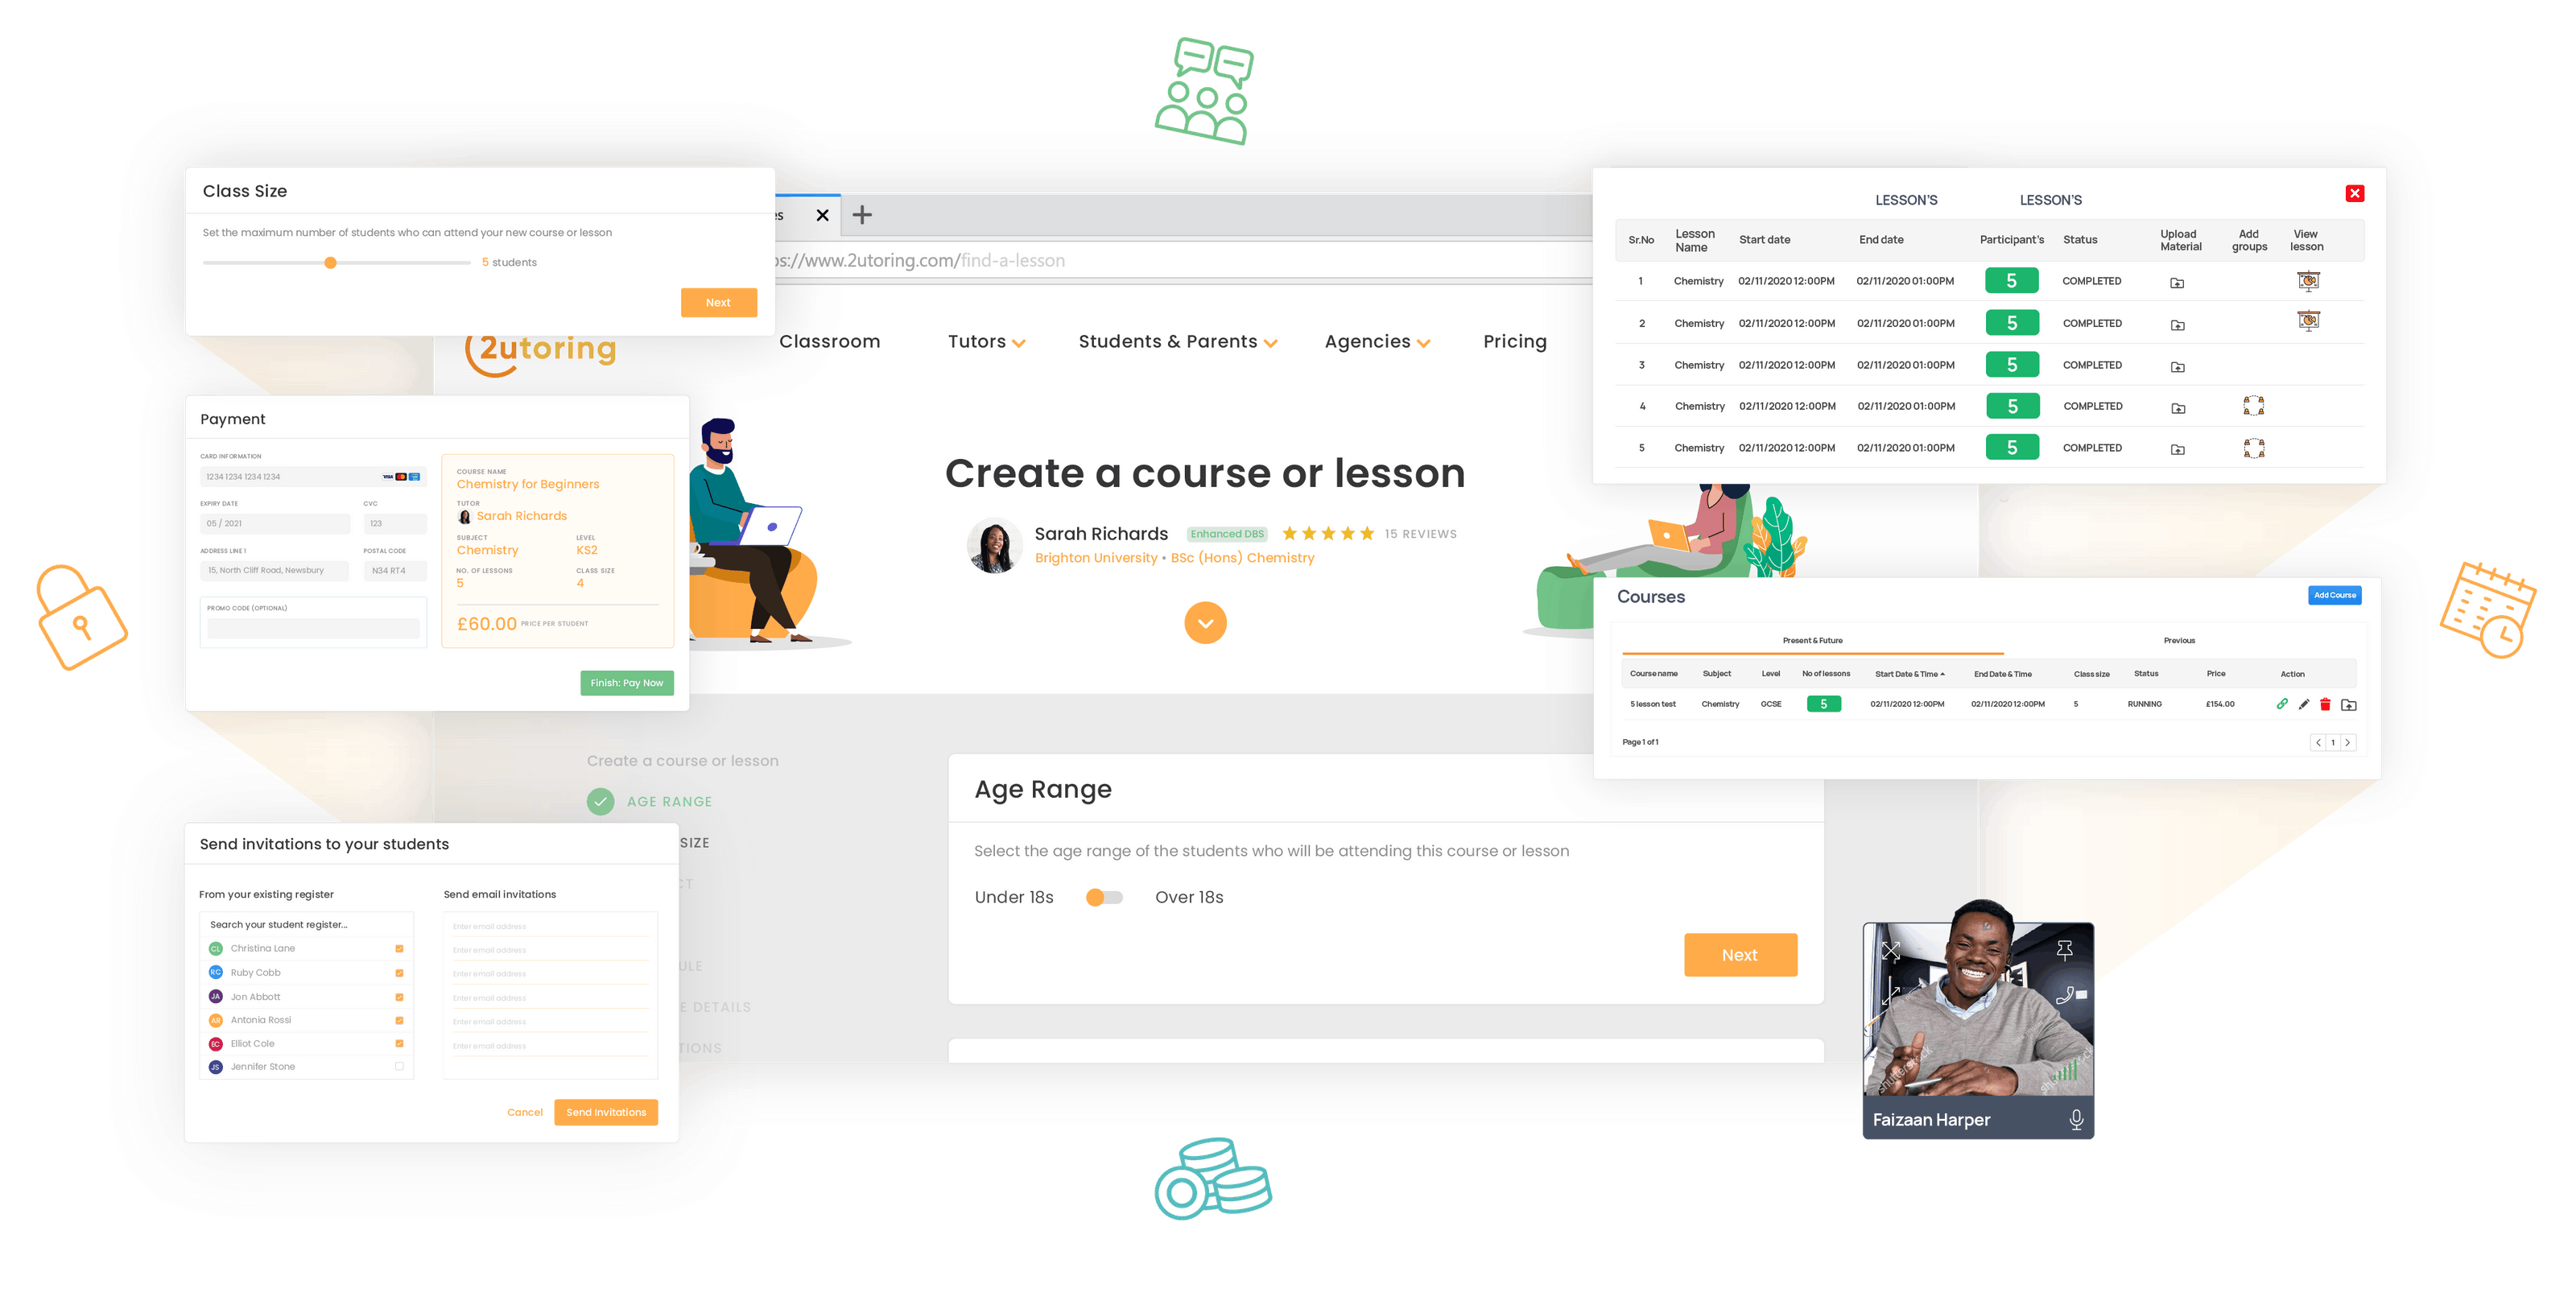 Class Size
Set the maximum number of students who can attend your new course or lesson
5 students
Next
https://www.2utoring.com/find-a-lesson
2utoring
Classroom
Tutors
Students & Parents
Agencies
Pricing
Create a course or lesson
Sarah Richards
Enhanced DBS
15 REVIEWS
Brighton University • BSc (Hons) Chemistry
Payment
CARD INFORMATION
1234 1234 1234 1234
VISA
EXPIRY DATE
CVC
05 / 2021
123
ADDRESS LINE 1
POSTAL CODE
15, North Cliff Road, Newsbury
N34 RT4
PROMO CODE (OPTIONAL)
COURSE NAME
Chemistry for Beginners
TUTOR
Sarah Richards
SUBJECT
LEVEL
Chemistry
KS2
NO. OF LESSONS
CLASS SIZE
5
4
£60.00 PRICE PER STUDENT
Finish: Pay Now
Create a course or lesson
AGE RANGE
SIZE
CT
ULE
E DETAILS
TIONS
Age Range
Select the age range of the students who will be attending this course or lesson
Under 18s
Over 18s
Next
Send invitations to your students
From your existing register
Send email invitations
Search your student register...
CL Christina Lane
RC Ruby Cobb
JA Jon Abbott
AR Antonia Rossi
EC Elliot Cole
JS Jennifer Stone
Enter email address
Enter email address
Enter email address
Enter email address
Enter email address
Enter email address
Cancel
Send Invitations
LESSON'S
LESSON'S
Sr.No Lesson Name Start date End date Participant's Status Upload Material Add groups View lesson
1 Chemistry 02/11/2020 12:00PM 02/11/2020 01:00PM 5 COMPLETED
2 Chemistry 02/11/2020 12:00PM 02/11/2020 01:00PM 5 COMPLETED
3 Chemistry 02/11/2020 12:00PM 02/11/2020 01:00PM 5 COMPLETED
4 Chemistry 02/11/2020 12:00PM 02/11/2020 01:00PM 5 COMPLETED
5 Chemistry 02/11/2020 12:00PM 02/11/2020 01:00PM 5 COMPLETED
Courses
Add Course
Present & Future
Previous
Course name Subject Level No of lessons Start Date & Time End Date & Time Class size Status Price Action
5 lesson test Chemistry GCSE 5 02/11/2020 12:00PM 02/11/2020 12:00PM 5 RUNNING £154.00
Page 1 of 1
1
shutterstock
Faizaan Harper